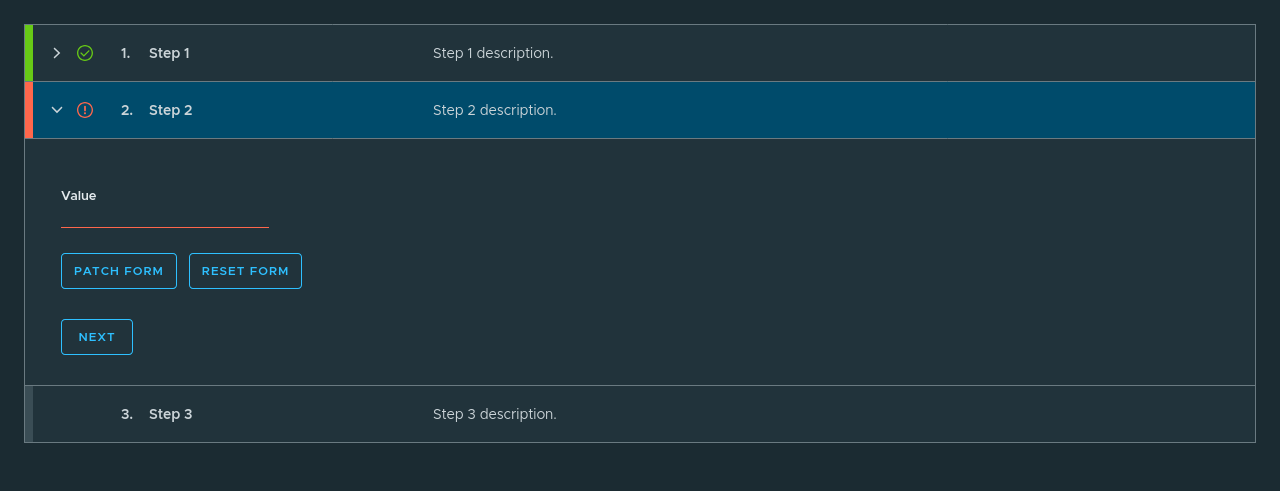 1. Step 1 Step 1 description.
2. Step 2 Step 2 description.
Value
PATCH FORM RESET FORM
NEXT
3. Step 3 Step 3 description.